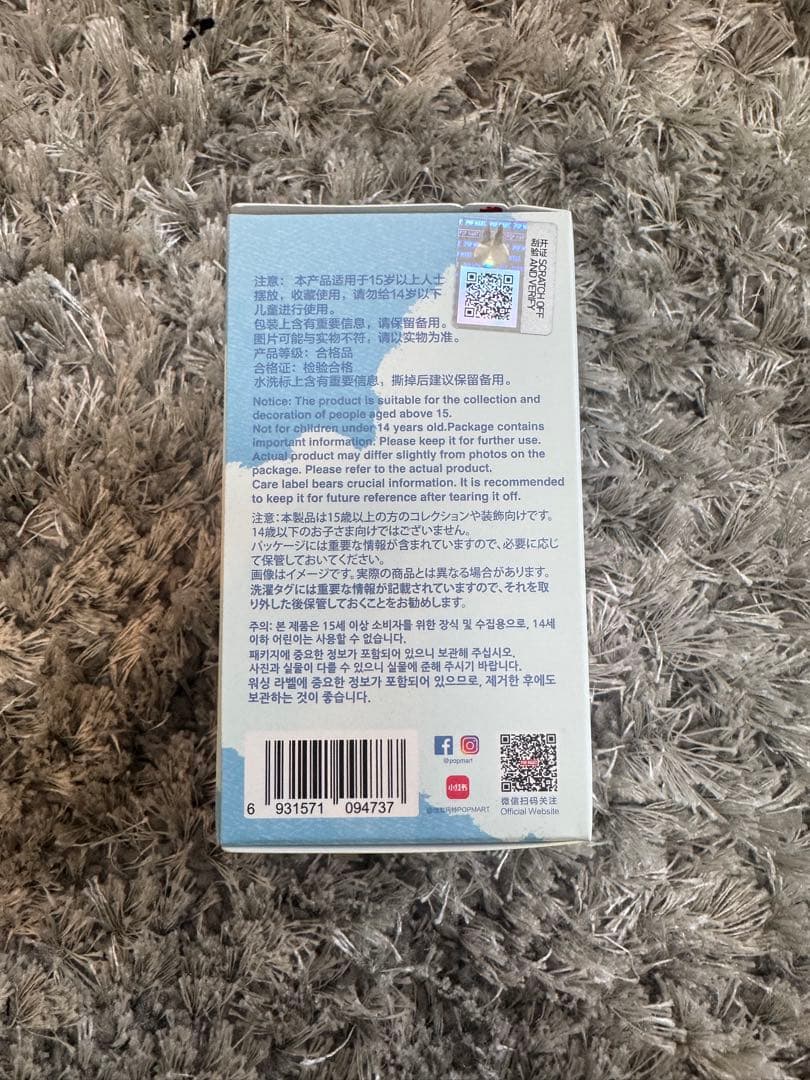 开证 SCRATCH OFF
刮验 AND VERIFY
注意： 本产品适用于15岁以上人士
摆放，收藏使用，请勿给14岁以下
儿童进行使用。
包装上含有重要信息，请保留备用。
图片可能与实物不符，请以实物为准。
产品等级：合格品
合格证：检验合格
水洗标上含有重要信息，撕掉后建议保留备用。
Notice: The product is suitable for the collection and
decoration of people aged above 15.
Not for children under 14 years old.Package contains
important information. Please keep it for further use.
Actual product may differ slightly from photos on the
package. Please refer to the actual product.
Care label bears crucial information. It is recommended
to keep it for future reference after tearing it off.
注意：本製品は15歳以上の方のコレクションや装飾向けです。
14歳以下のお子さま向けではございません。
パッケージには重要な情報が含まれていますので、必要に応じ
て保管しておいてください。
画像はイメージです。実際の商品とは異なる場合があります。
洗濯タグには重要な情報が記載されていますので、それを取
り外した後保管しておくことをお勧めします。
주의: 본 제품은 15세 이상 소비자를 위한 장식 및 수집용으로, 14세
이하 어린이는 사용할 수 없습니다.
패키지에 중요한 정보가 포함되어 있으니 보관해 주십시오.
사진과 실물이 다를 수 있으니 실물에 준해 주시기 바랍니다.
워싱 라벨에 중요한 정보가 포함되어 있으므로, 제거한 후에도
보관하는 것이 좋습니다.
6 931571 094737
@popmart
小红书
POPMART
微信扫码关注
Official Website